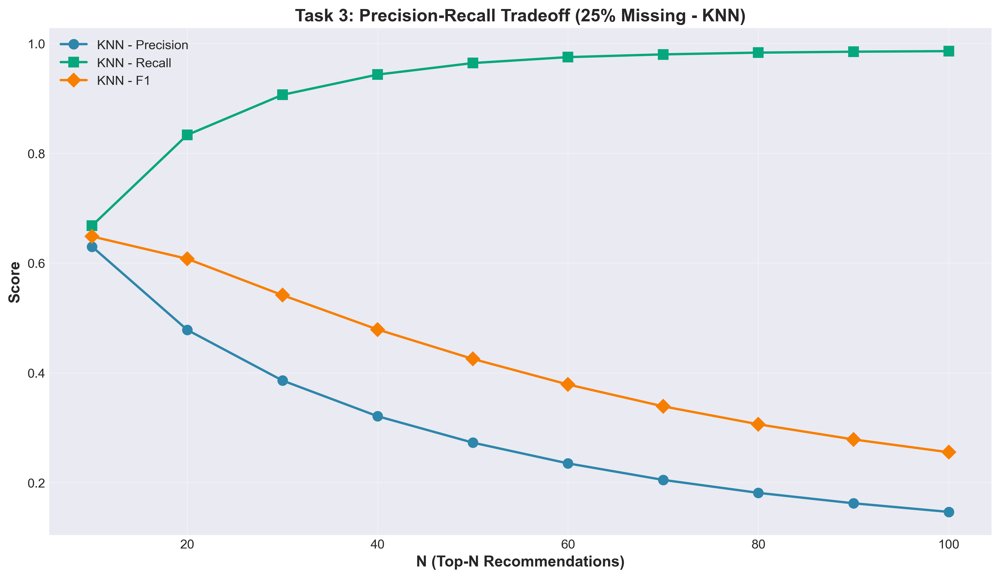 Task 3: Precision-Recall Tradeoff (25% Missing - KNN)
KNN - Precision
KNN - Recall
KNN - F1
1.0
0.8
0.6
0.4
0.2
Score
20 40 60 80 100
N (Top-N Recommendations)